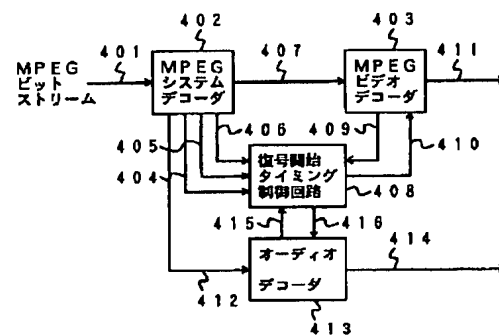 402
403
401
407
411
MPEG
ビット
ストリーム
MPEG
システム
デコーダ
MPEG
ビデオ
デコーダ
406
409
410
405
404
復号開始
タイミング
制御回路
408
415
416
414
オーディオ
デコーダ
412
413